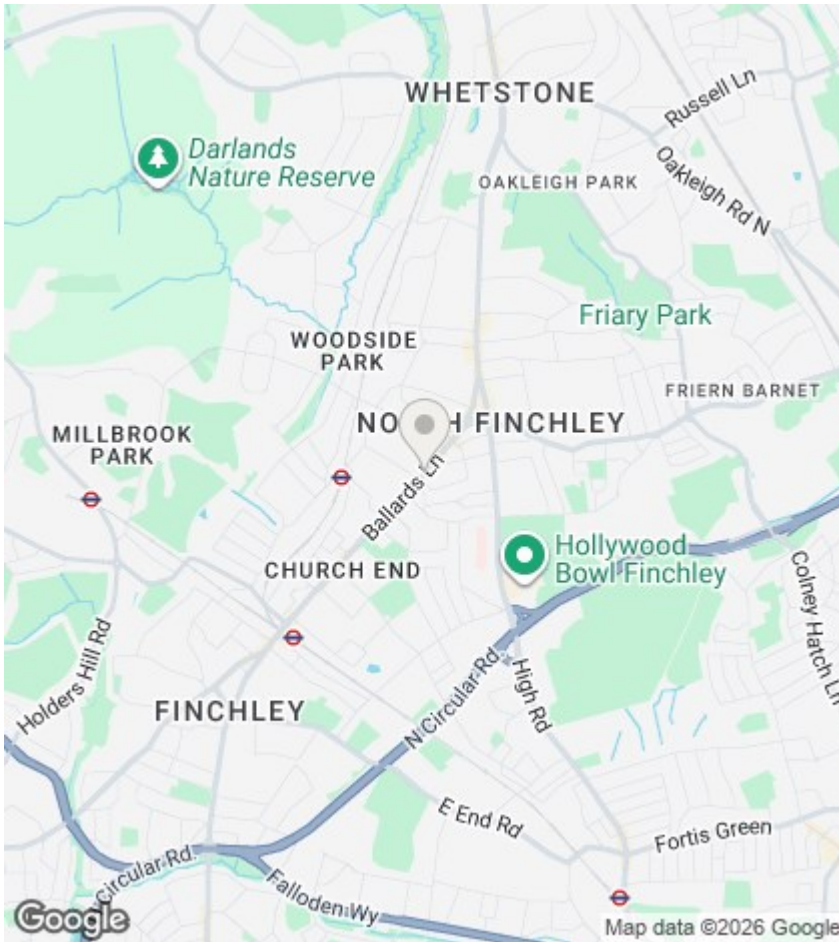 WHETSTONE
Russell Ln
Darlands
Nature Reserve
OAKLEIGH PARK
Oakleigh Rd N
Friary Park
WOODSIDE
PARK
FRIERN BARNET
NORTH FINCHLEY
MILLBROOK
PARK
Ballards Ln
Hollywood
Bowl Finchley
CHURCH END
Colney Hatch Ln
Holders Hill Rd
N Circular Rd
High Rd
FINCHLEY
E End Rd
Fortis Green
Circular Rd.
Falloden Wy
Google
Map data ©2026 Google